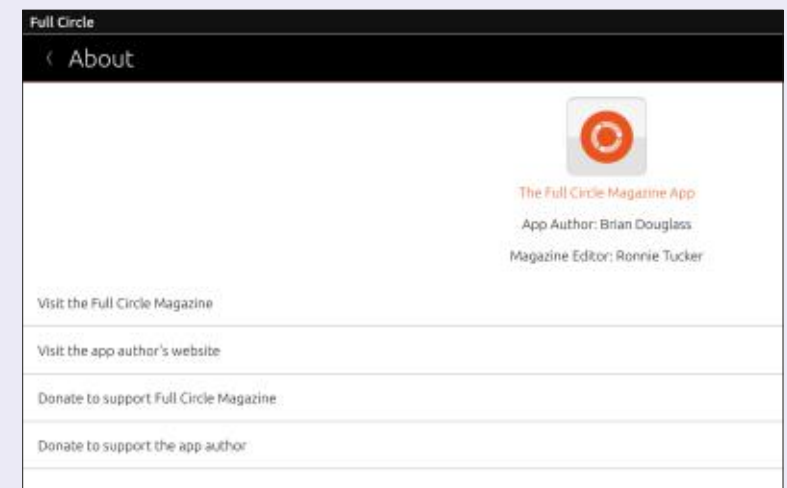 Full Circle
About
The Full Circle Magazine App
App Author: Brian Douglass
Magazine Editor: Ronnie Tucker
Visit the Full Circle Magazine
Visit the app author's website
Donate to support Full Circle Magazine
Donate to support the app author